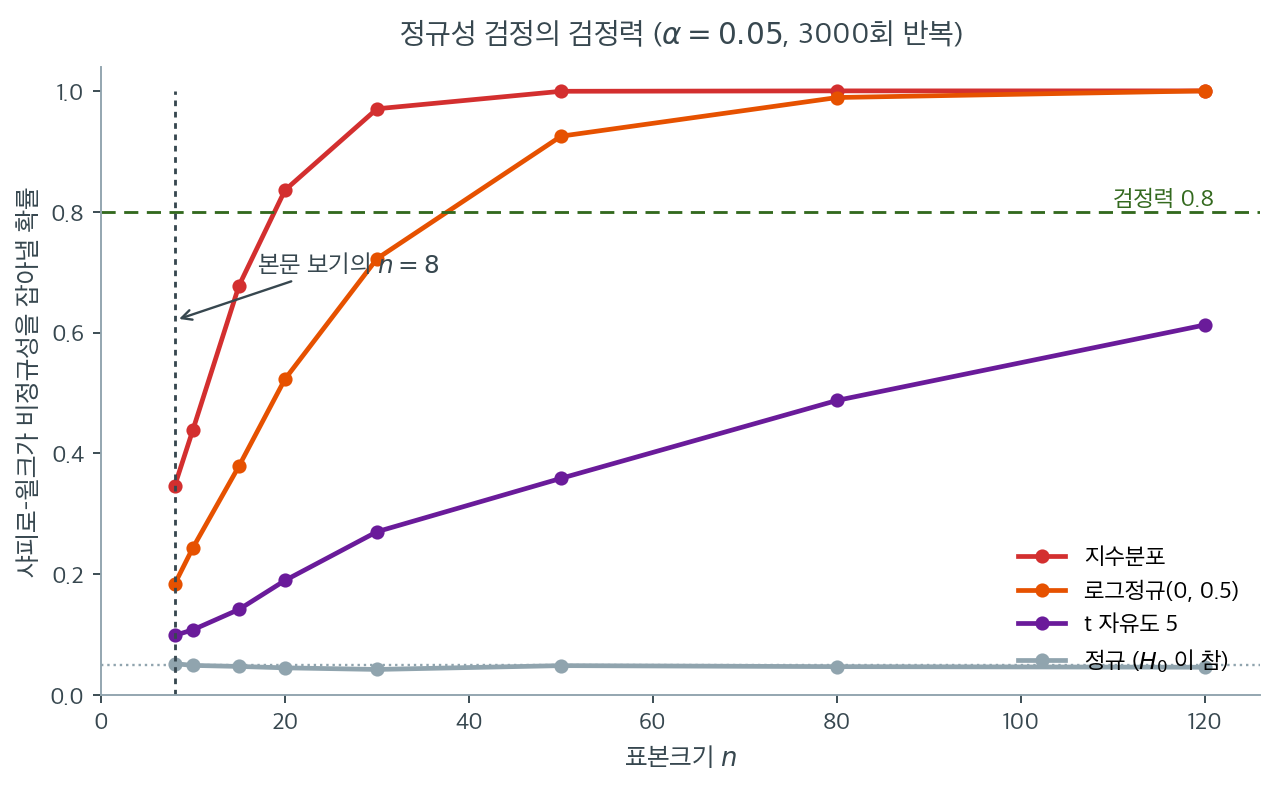 정규성 검정의 검정력 (α = 0.05, 3000회 반복)
샤피로-윌크가 비정규성을 잡아낼 확률
1.0
0.8
0.6
0.4
0.2
0.0
검정력 0.8
본문 보기의 n = 8
지수분포
로그정규(0, 0.5)
t 자유도 5
정규 (H₀ 이 참)
0 20 40 60 80 100 120
표본크기 n